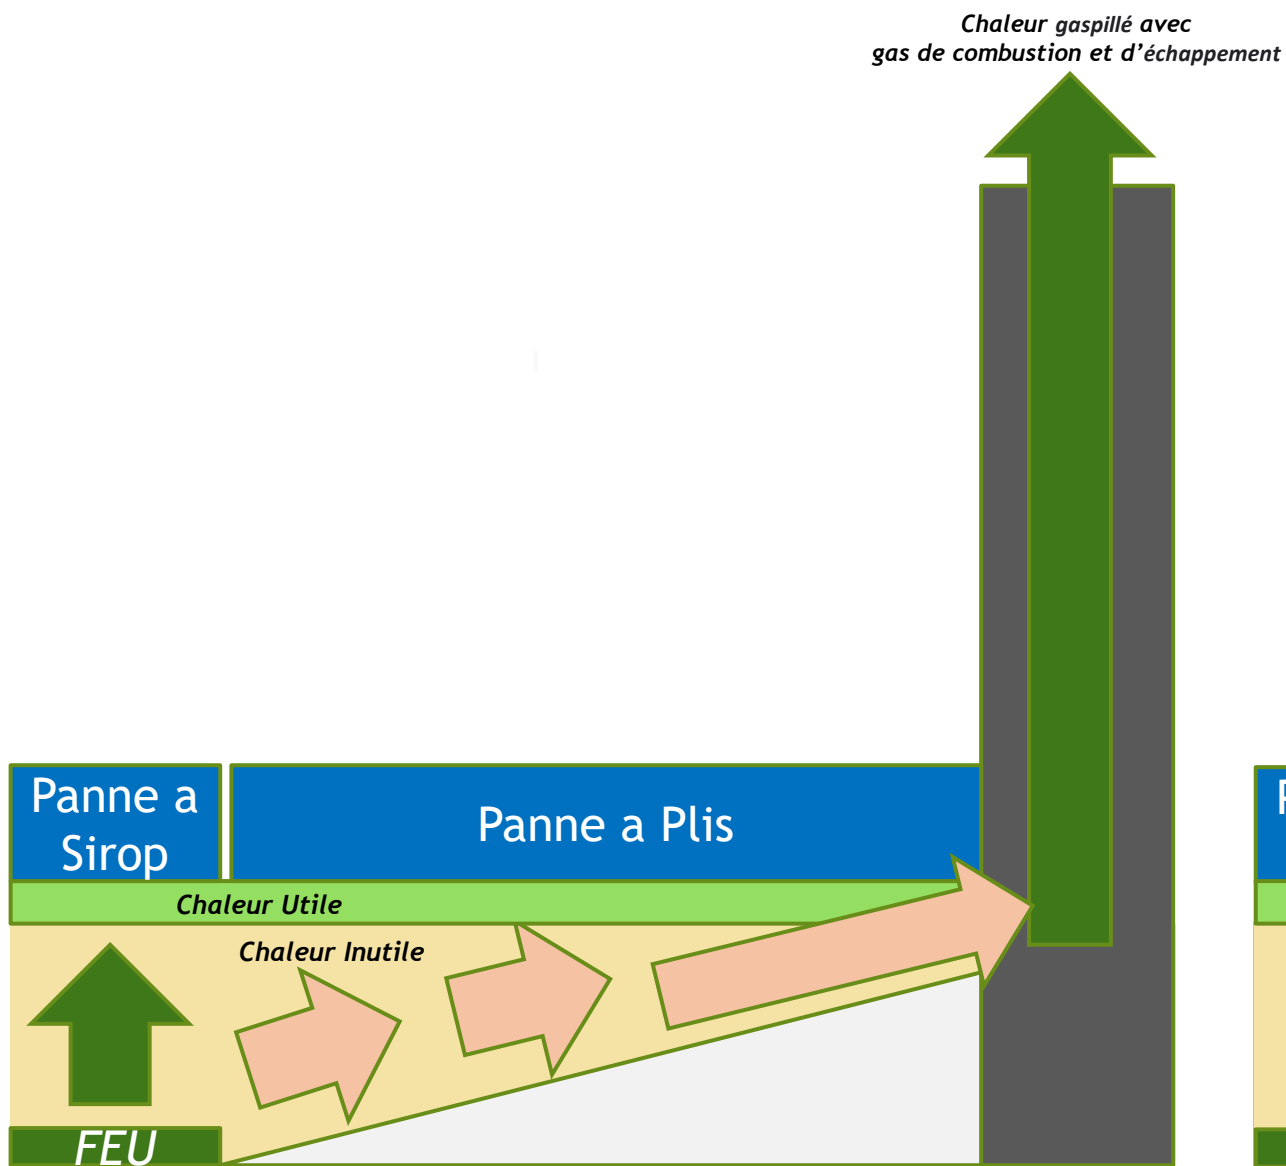 Chaleur gaspillé avec
gas de combustion et d’échappement
Panne a
Sirop
Panne a Plis
Chaleur Utile
Chaleur Inutile
FEU